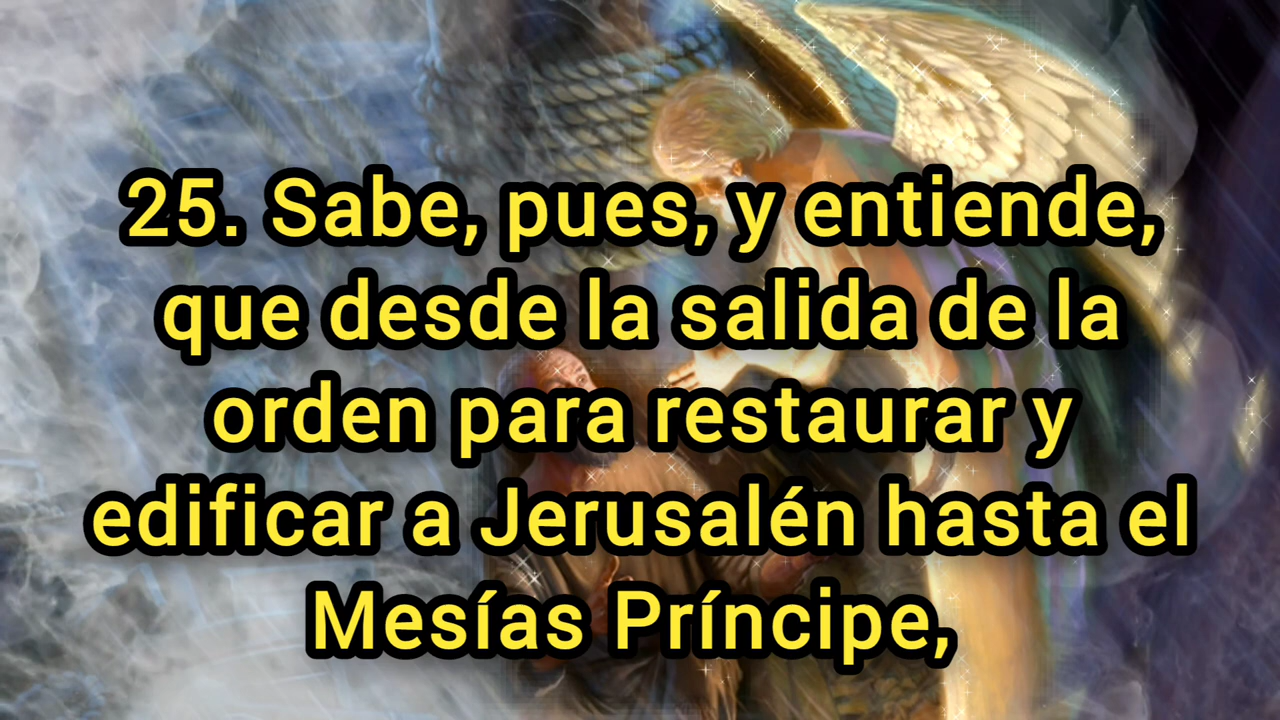 25. Sabe, pues, y entiende,
que desde la salida de la
orden para restaurar y
edificar a Jerusalén hasta el
Mesías Príncipe,